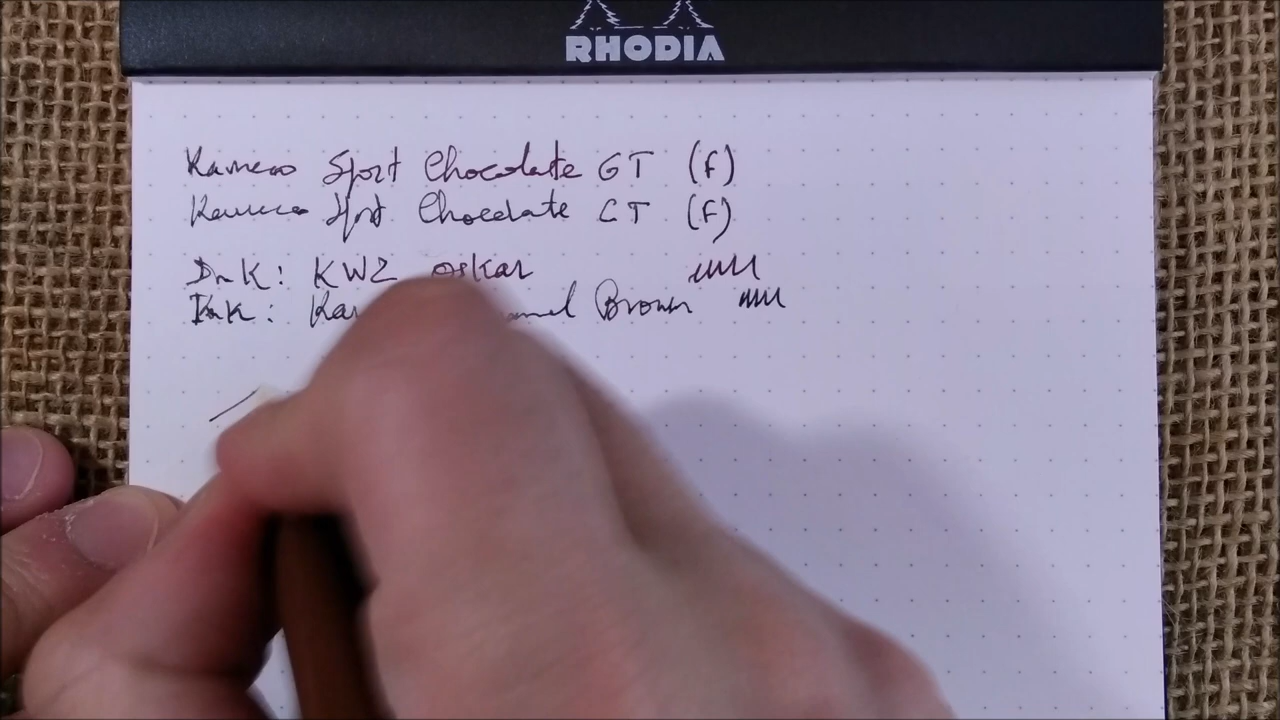 RHODIA
Kaweco Sport Chocolate GT (F)
Kaweco Sport Chocolate CT (F)
Ink: KWZ Oskar
Ink: Brown